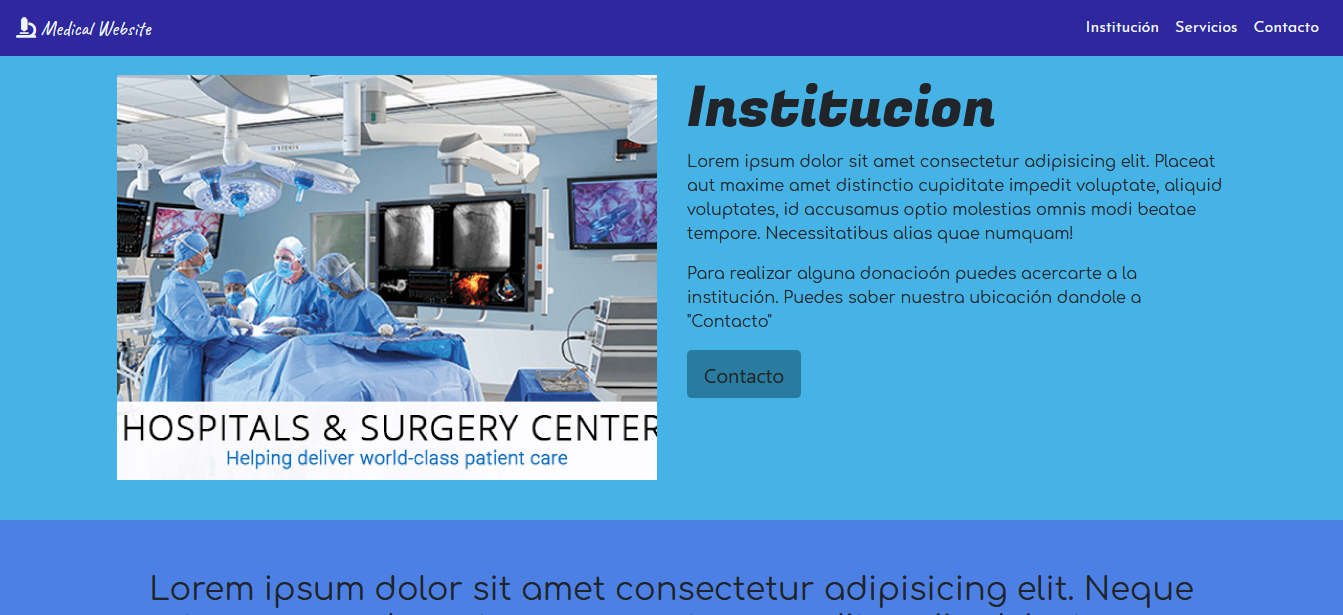 Medical Website
Institución Servicios Contacto
Institucion
Lorem ipsum dolor sit amet consectetur adipisicing elit. Placeat
aut maxime amet distinctio cupiditate impedit voluptate, aliquid
voluptates, id accusamus optio molestias omnis modi beatae
tempore. Necessitatibus alias quae numquam!
Para realizar alguna donacioón puedes acercarte a la
institución. Puedes saber nuestra ubicación dandole a
"Contacto"
Contacto
HOSPITALS & SURGERY CENTER
Helping deliver world-class patient care
Lorem ipsum dolor sit amet consectetur adipisicing elit. Neque